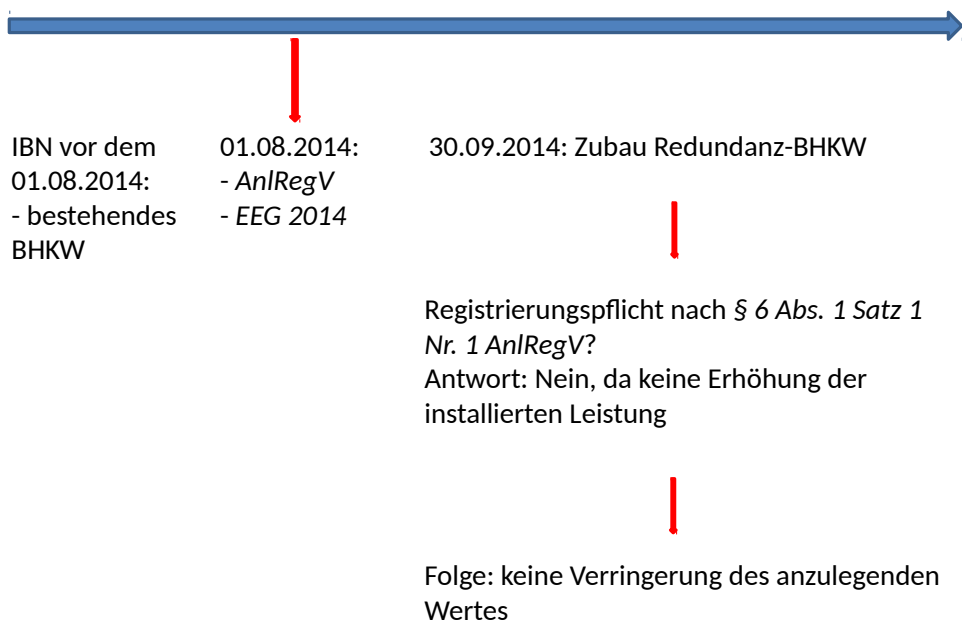 IBN vor dem
01.08.2014:
- bestehendes
BHKW
01.08.2014:
- AnlRegV
- EEG 2014
30.09.2014: Zubau Redundanz-BHKW
Registrierungspflicht nach § 6 Abs. 1 Satz 1
Nr. 1 AnlRegV?
Antwort: Nein, da keine Erhöhung der
installierten Leistung
Folge: keine Verringerung des anzulegenden
Wertes